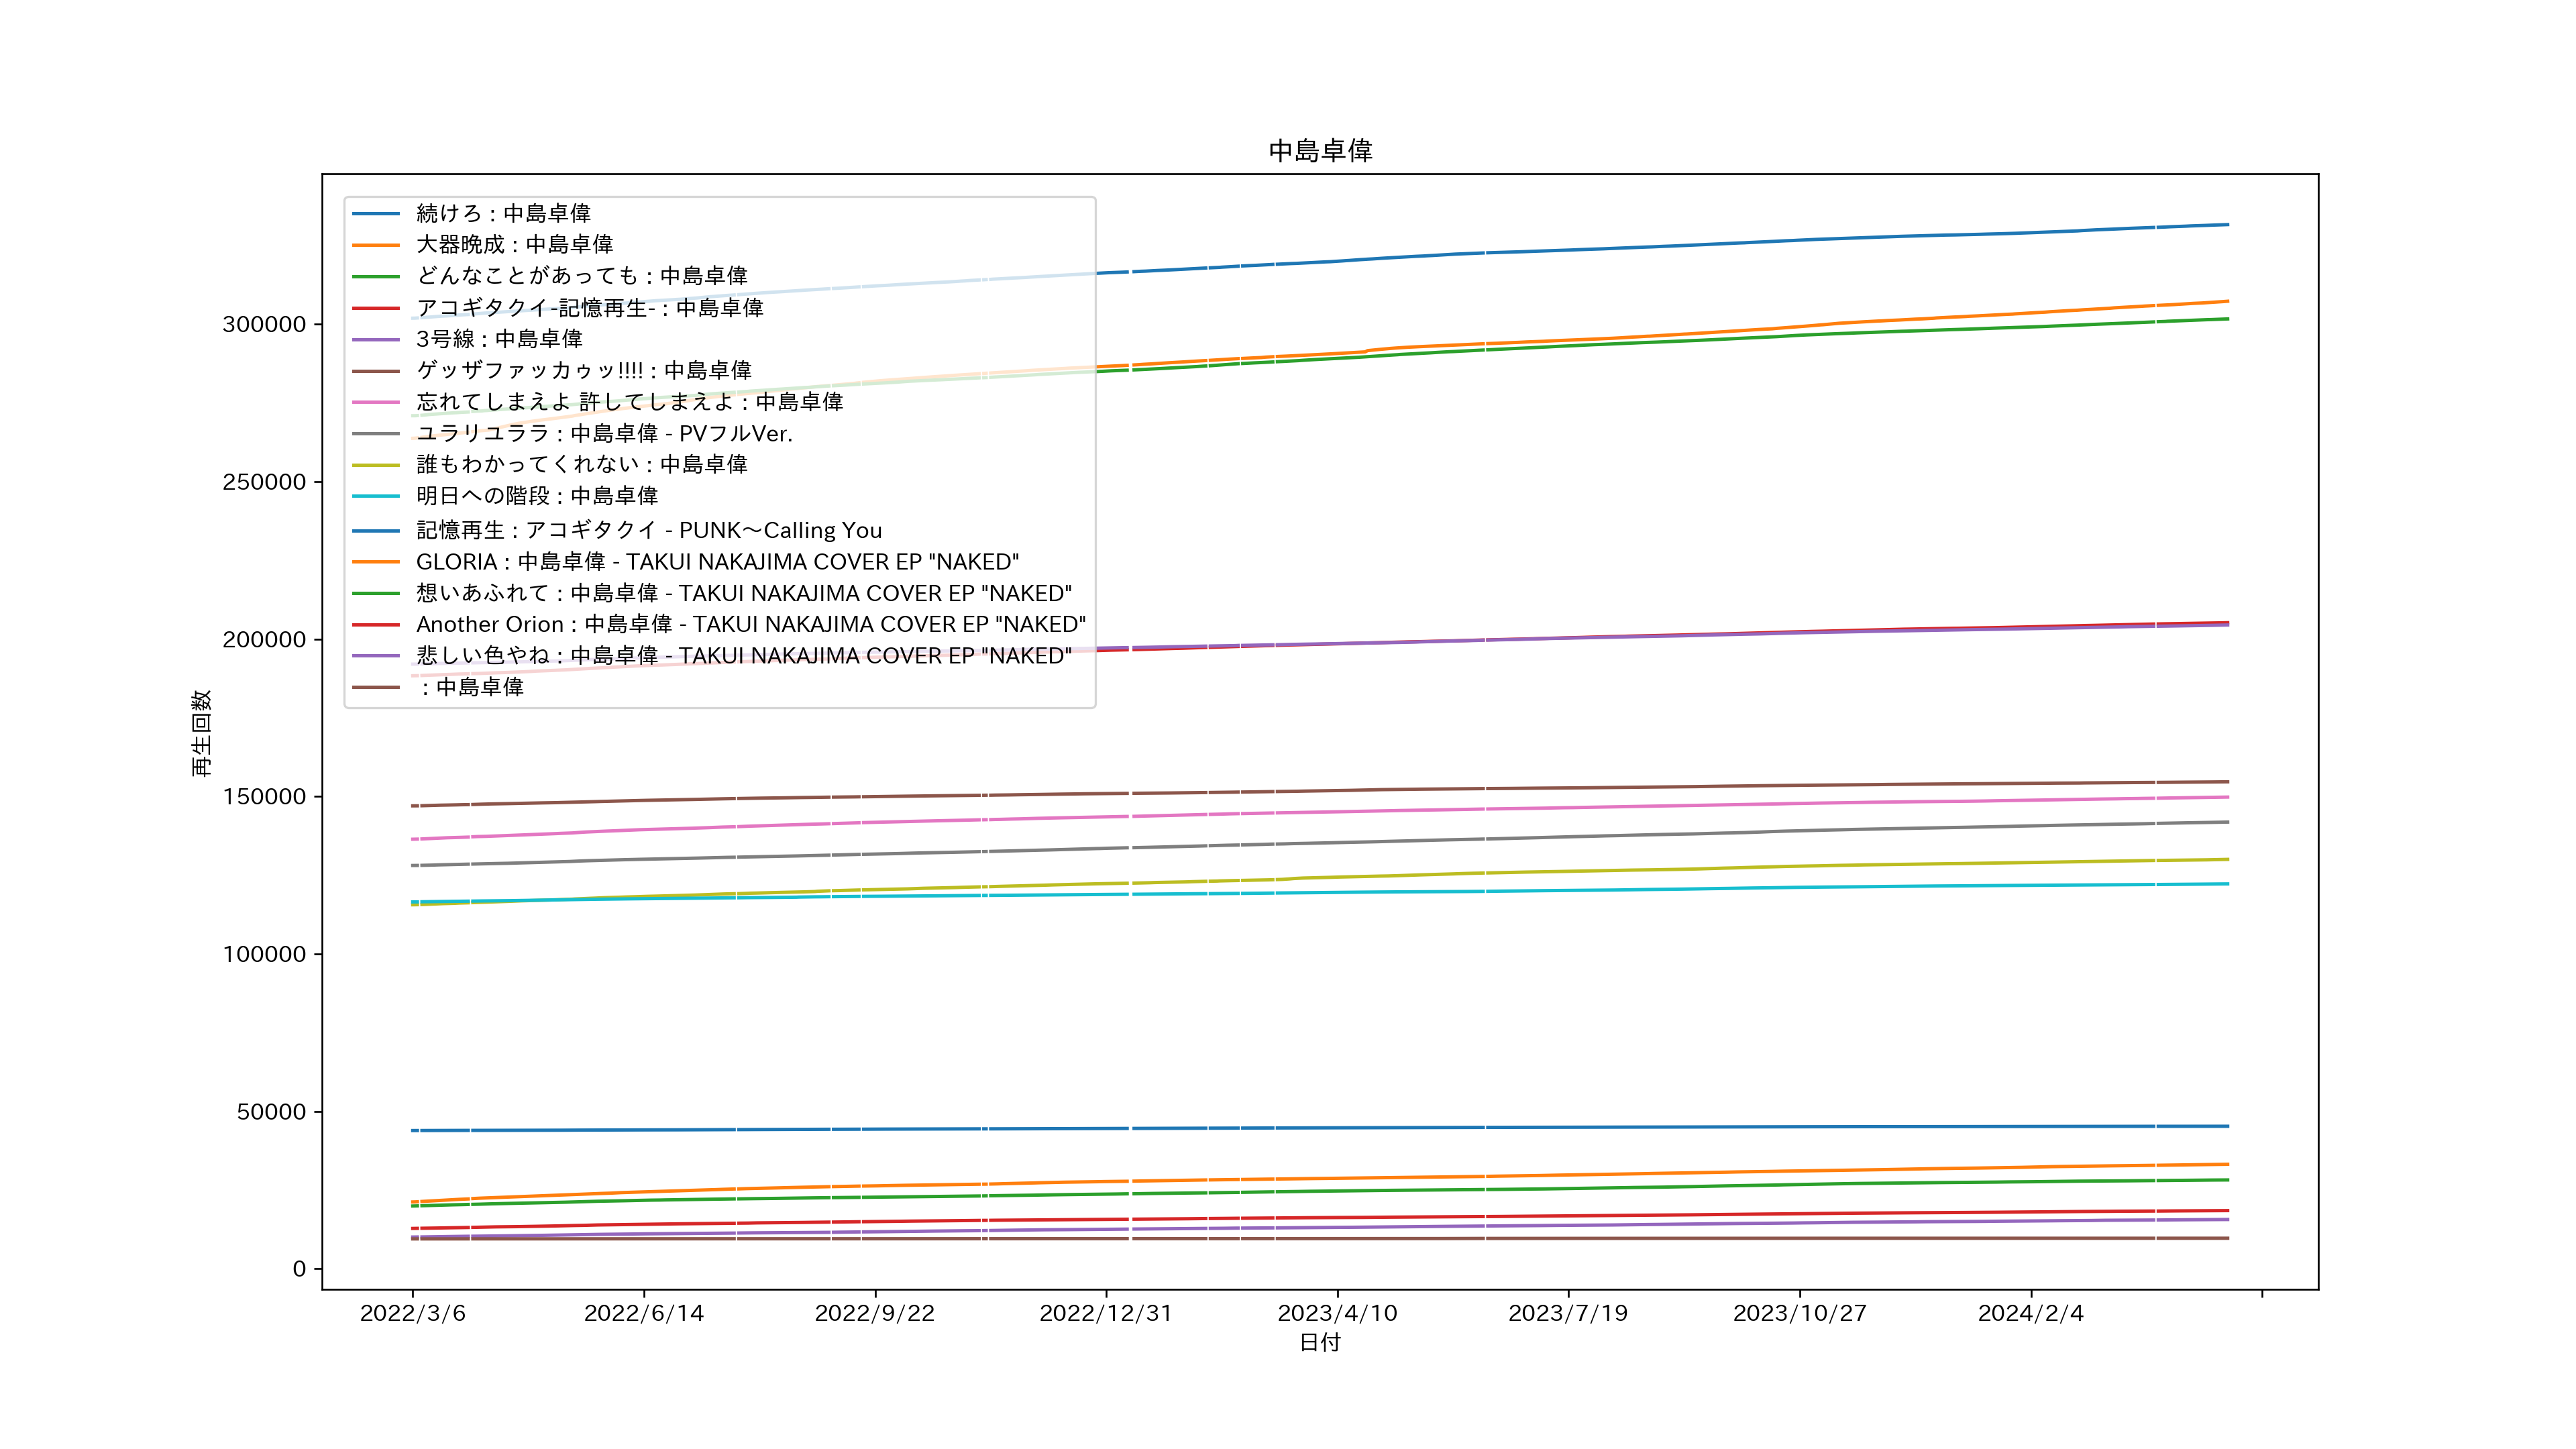 中島卓偉
続けろ : 中島卓偉
大器晩成 : 中島卓偉
どんなことがあっても : 中島卓偉
アコギタクイ-記憶再生- : 中島卓偉
3号線 : 中島卓偉
ゲッザファッカゥッ!!!! : 中島卓偉
忘れてしまえよ 許してしまえよ : 中島卓偉
ユラリユララ : 中島卓偉 - PVフルVer.
誰もわかってくれない : 中島卓偉
明日への階段 : 中島卓偉
記憶再生 : アコギタクイ - PUNK〜Calling You
GLORIA : 中島卓偉 - TAKUI NAKAJIMA COVER EP "NAKED"
想いあふれて : 中島卓偉 - TAKUI NAKAJIMA COVER EP "NAKED"
Another Orion : 中島卓偉 - TAKUI NAKAJIMA COVER EP "NAKED"
悲しい色やね : 中島卓偉 - TAKUI NAKAJIMA COVER EP "NAKED"
: 中島卓偉
300000
250000
200000
150000
100000
50000
0
再生回数
2022/3/6
2022/6/14
2022/9/22
2022/12/31
2023/4/10
2023/7/19
2023/10/27
2024/2/4
日付